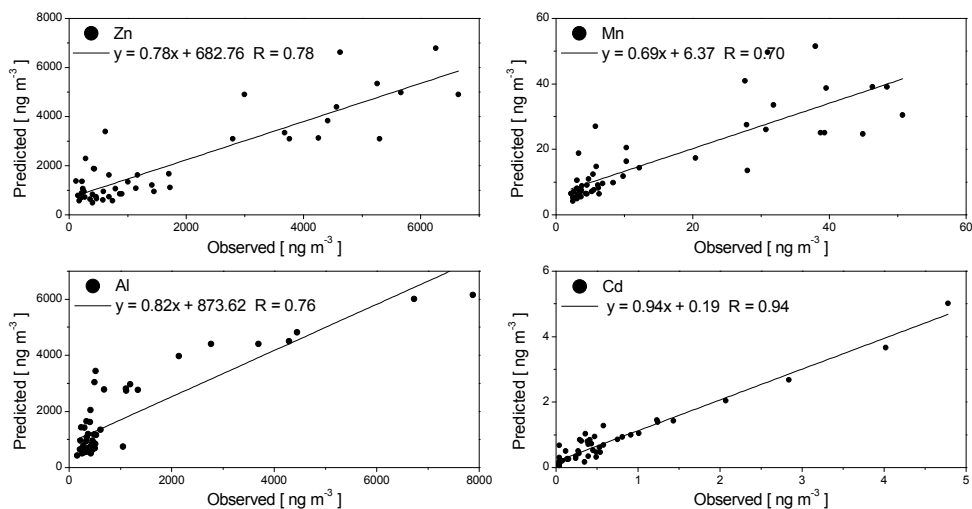 Zn
y = 0.78x + 682.76 R = 0.78
8000
6000
4000
2000
0
Predicted [ ng m⁻³ ]
0 2000 4000 6000
Observed [ ng m⁻³ ]
Mn
y = 0.69x + 6.37 R = 0.70
60
40
20
0
Predicted [ ng m⁻³ ]
0 20 40 60
Observed [ ng m⁻³ ]
Al
y = 0.82x + 873.62 R = 0.76
6000
4000
2000
0
Predicted [ ng m⁻³ ]
0 2000 4000 6000 8000
Observed [ ng m⁻³ ]
Cd
y = 0.94x + 0.19 R = 0.94
6
4
2
0
Predicted [ ng m⁻³ ]
0 1 2 3 4 5
Observed [ ng m⁻³ ]